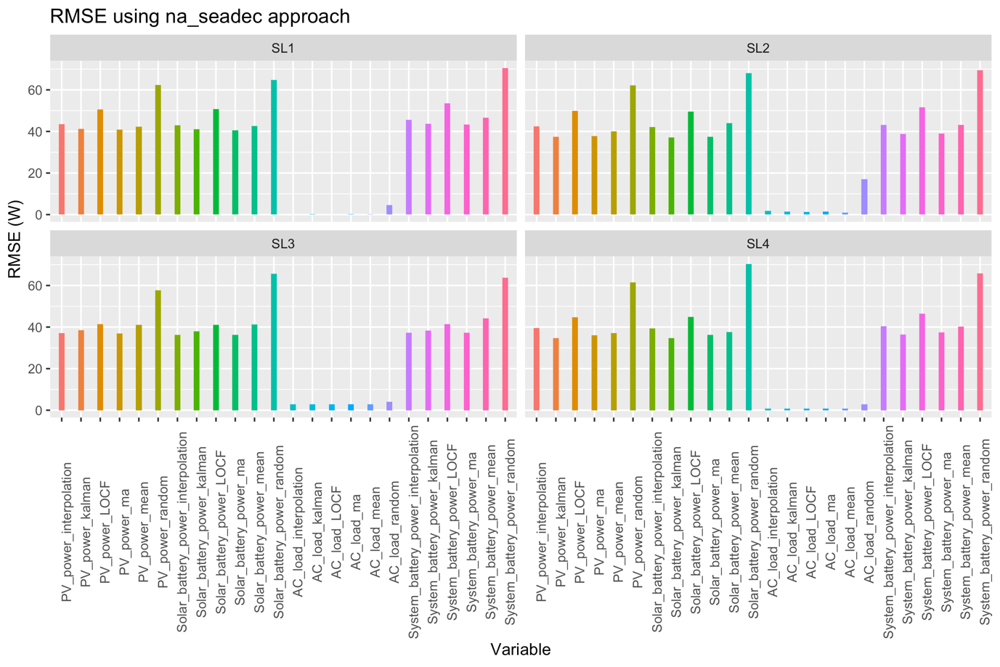 RMSE using na_seadec approach
SL1
SL2
60
40
20
0
SL3
SL4
60
40
20
0
RMSE (W)
PV_power_interpolation
PV_power_kalman
PV_power_LOCF
PV_power_ma
PV_power_mean
PV_power_random
Solar_battery_power_interpolation
Solar_battery_power_kalman
Solar_battery_power_LOCF
Solar_battery_power_ma
Solar_battery_power_mean
Solar_battery_power_random
AC_load_interpolation
AC_load_kalman
AC_load_LOCF
AC_load_ma
AC_load_mean
AC_load_random
System_battery_power_interpolation
System_battery_power_kalman
System_battery_power_LOCF
System_battery_power_ma
System_battery_power_mean
System_battery_power_random
PV_power_interpolation
PV_power_kalman
PV_power_LOCF
PV_power_ma
PV_power_mean
PV_power_random
Solar_battery_power_interpolation
Solar_battery_power_kalman
Solar_battery_power_LOCF
Solar_battery_power_ma
Solar_battery_power_mean
Solar_battery_power_random
AC_load_interpolation
AC_load_kalman
AC_load_LOCF
AC_load_ma
AC_load_mean
AC_load_random
System_battery_power_interpolation
System_battery_power_kalman
System_battery_power_LOCF
System_battery_power_ma
System_battery_power_mean
System_battery_power_random
Variable